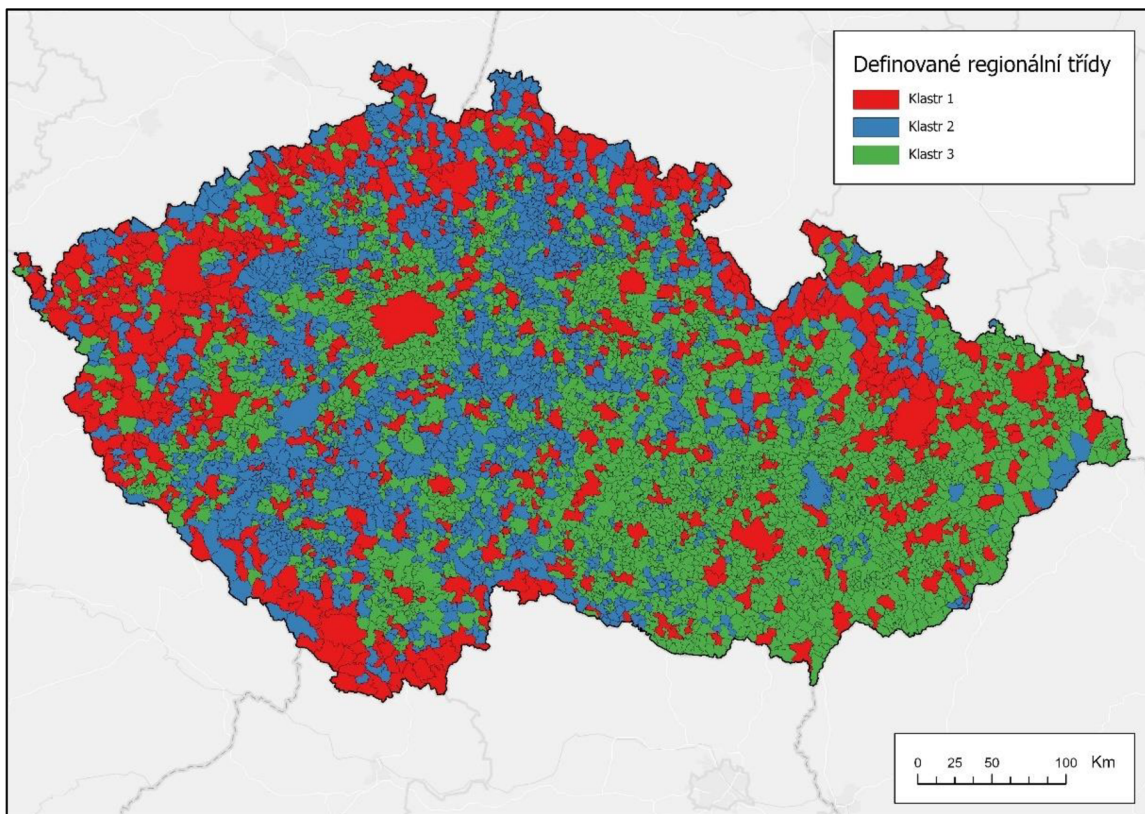 Definované regionální třídy
Klastr 1
Klastr 2
Klastr 3
0 25 50 100 Km